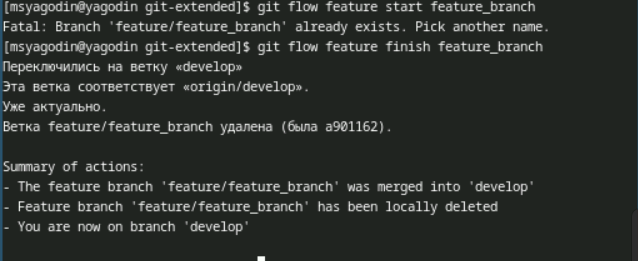 [msyagodin@yagodin git-extended]$ git flow feature start feature_branch
Fatal: Branch 'feature/feature_branch' already exists. Pick another name.
[msyagodin@yagodin git-extended]$ git flow feature finish feature_branch
Переключились на ветку «develop»
Эта ветка соответствует «origin/develop».
Уже актуально.
Ветка feature/feature_branch удалена (была a901162).
Summary of actions:
- The feature branch 'feature/feature_branch' was merged into 'develop'
- Feature branch 'feature/feature_branch' has been locally deleted
- You are now on branch 'develop'